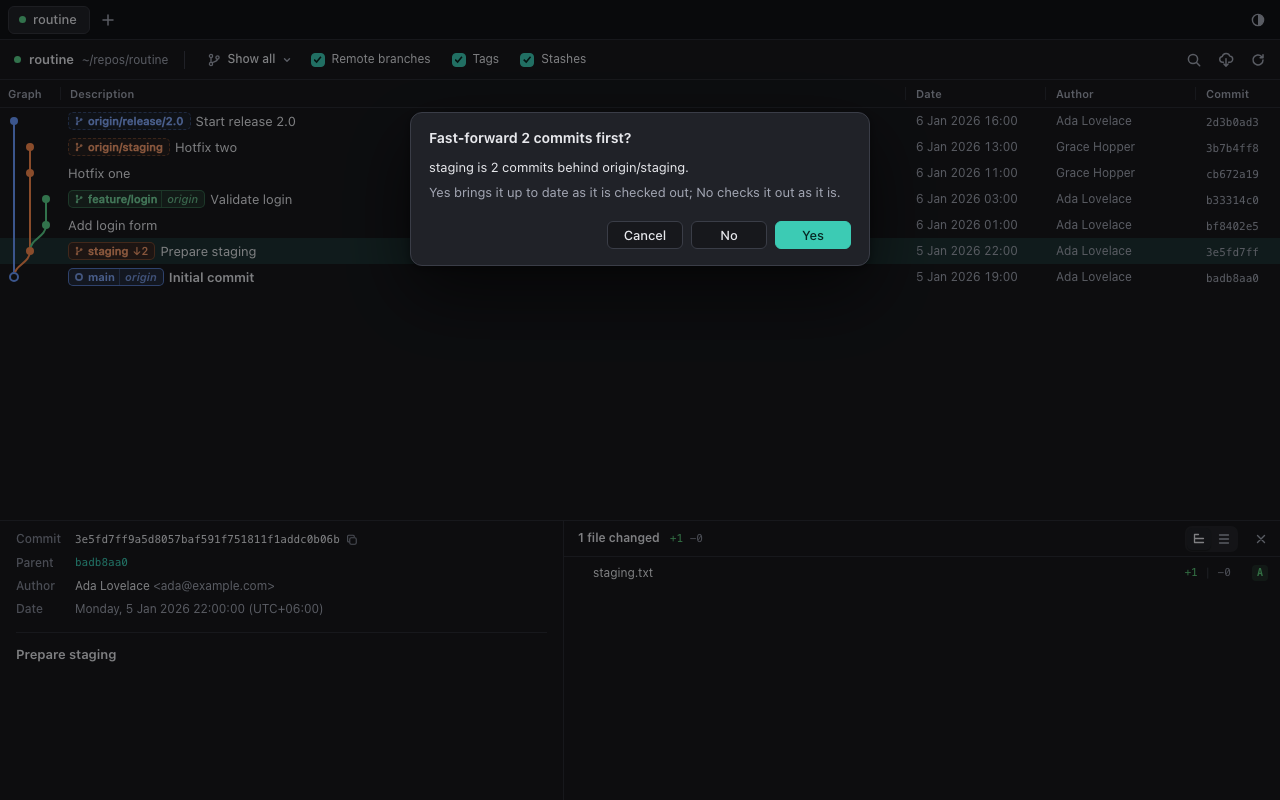 routine
routine ~/repos/routine Show all Remote branches Tags Stashes
Graph Description Date Author Commit
origin/release/2.0 Start release 2.0 6 Jan 2026 16:00 Ada Lovelace 2d3b0ad3
origin/staging Hotfix two 6 Jan 2026 13:00 Grace Hopper 3b7b4ff8
Hotfix one 6 Jan 2026 11:00 Grace Hopper cb672a19
feature/login origin Validate login 6 Jan 2026 03:00 Ada Lovelace b33314c0
Add login form 6 Jan 2026 01:00 Ada Lovelace bf8402e5
staging ↓2 Prepare staging 5 Jan 2026 22:00 Ada Lovelace 3e5fd7ff
main origin Initial commit 5 Jan 2026 19:00 Ada Lovelace badb8aa0
Fast-forward 2 commits first?
staging is 2 commits behind origin/staging.
Yes brings it up to date as it is checked out; No checks it out as it is.
Cancel No Yes
Commit 3e5fd7ff9a5d8057baf591f751811f1addc0b06b
Parent badb8aa0
Author Ada Lovelace <ada@example.com>
Date Monday, 5 Jan 2026 22:00:00 (UTC+06:00)
Prepare staging
1 file changed +1 −0
staging.txt +1 −0 A